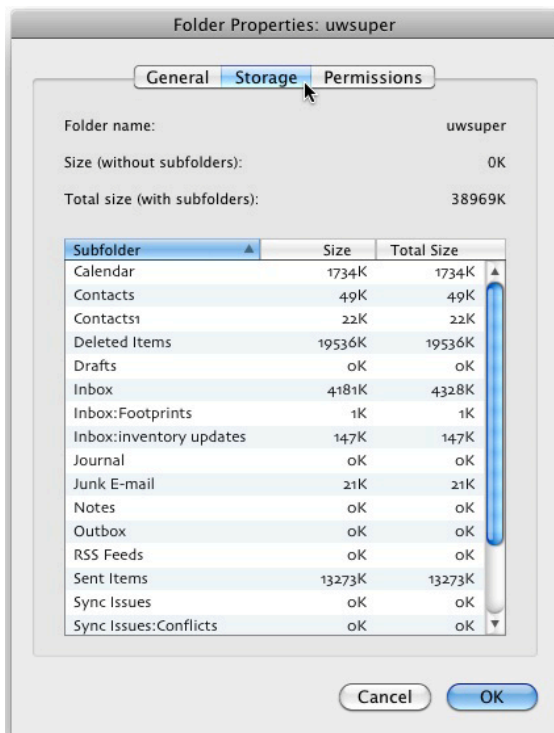 Folder Properties: uwsuper
General Storage Permissions
Folder name: uwsuper
Size (without subfolders): 0K
Total size (with subfolders): 38969K
Subfolder Size Total Size
Calendar 1734K 1734K
Contacts 49K 49K
Contacts1 22K 22K
Deleted Items 19536K 19536K
Drafts 0K 0K
Inbox 4181K 4328K
Inbox:Footprints 1K 1K
Inbox:inventory updates 147K 147K
Journal 0K 0K
Junk E-mail 21K 21K
Notes 0K 0K
Outbox 0K 0K
RSS Feeds 0K 0K
Sent Items 13273K 13273K
Sync Issues 0K 0K
Sync Issues:Conflicts 0K 0K
Cancel OK